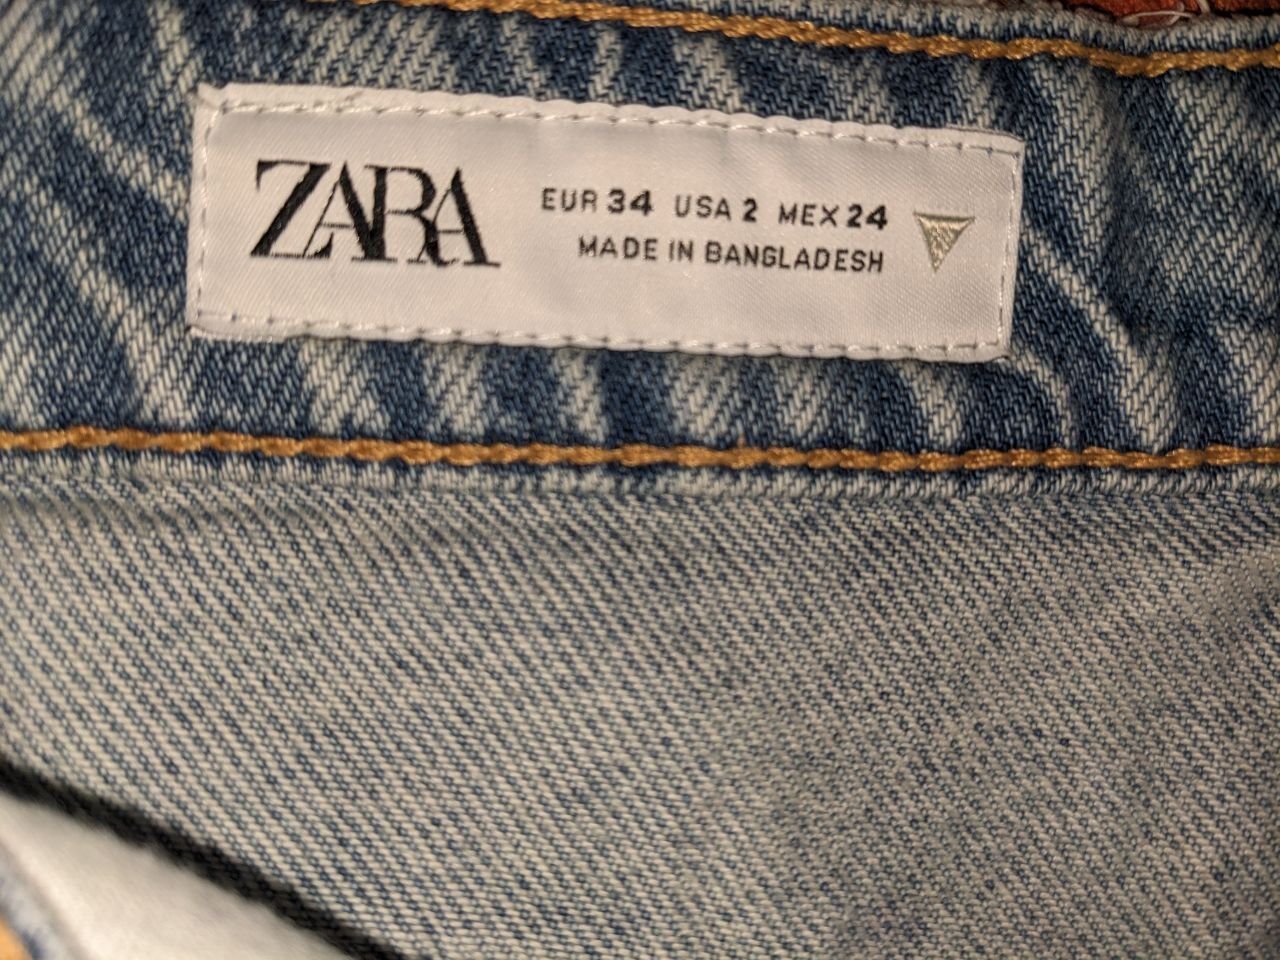 ZARA
EUR 34 USA 2 MEX 24
MADE IN BANGLADESH